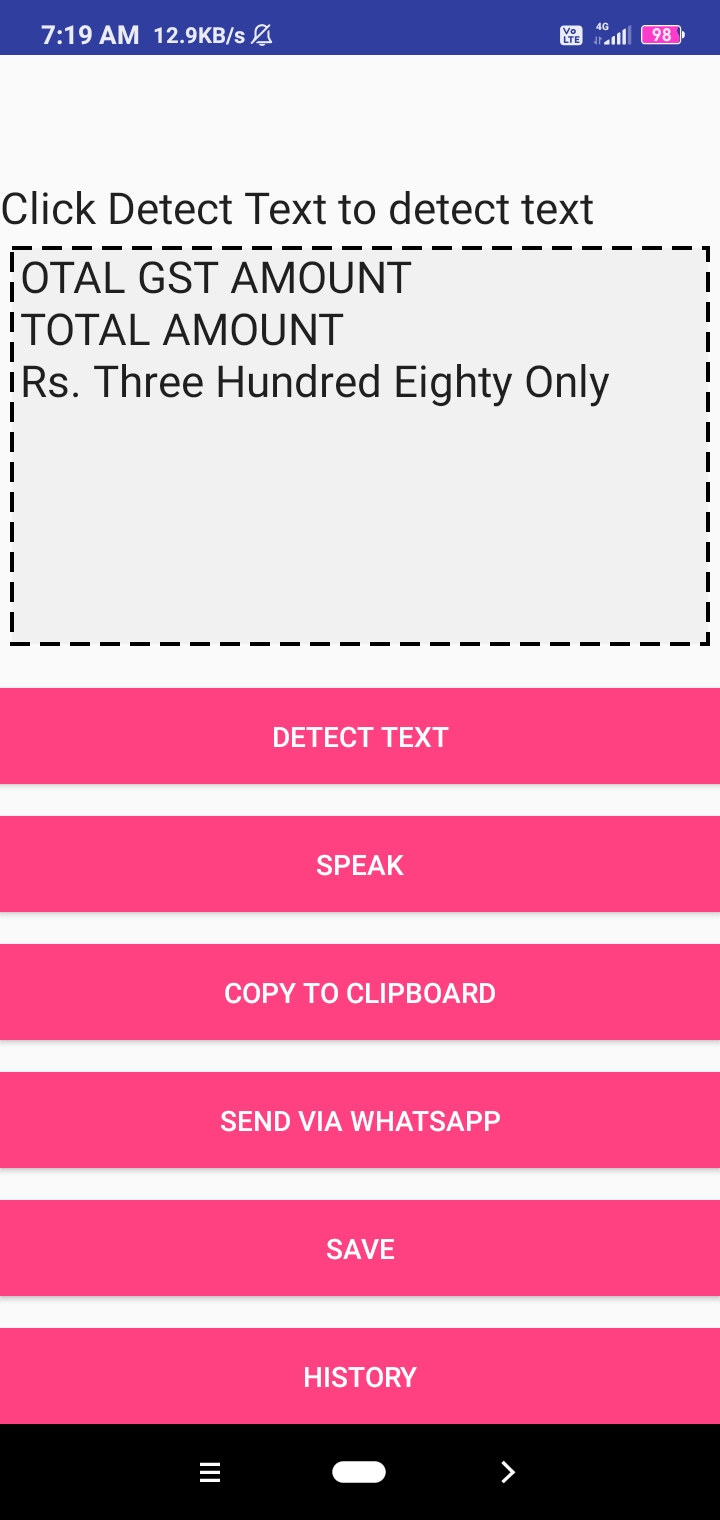 7:19 AM 12.9KB/s Vo LTE 4G 98
Click Detect Text to detect text
OTAL GST AMOUNT
TOTAL AMOUNT
Rs. Three Hundred Eighty Only
DETECT TEXT
SPEAK
COPY TO CLIPBOARD
SEND VIA WHATSAPP
SAVE
HISTORY